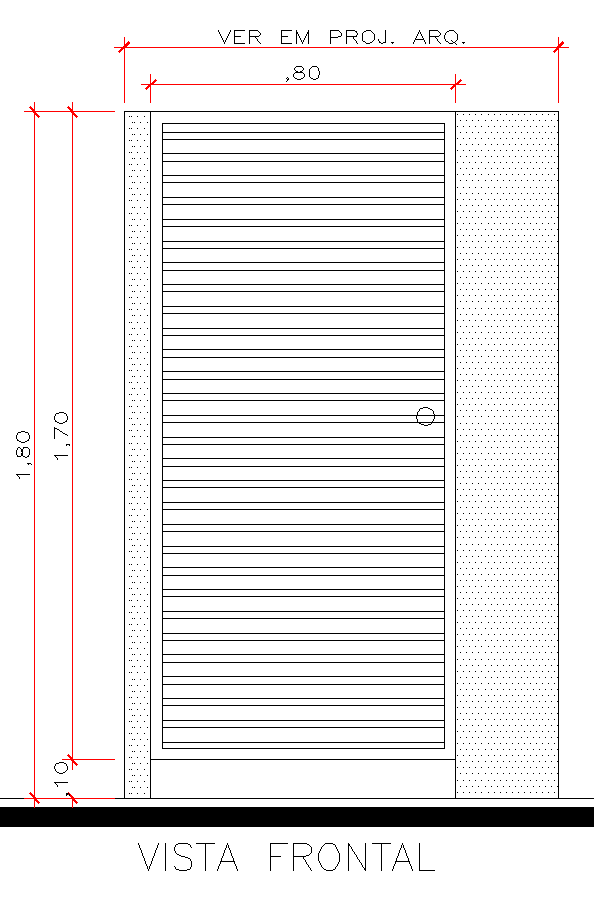 VER EM PROJ. ARQ.
,80
1,80
1,70
,10
VISTA FRONTAL